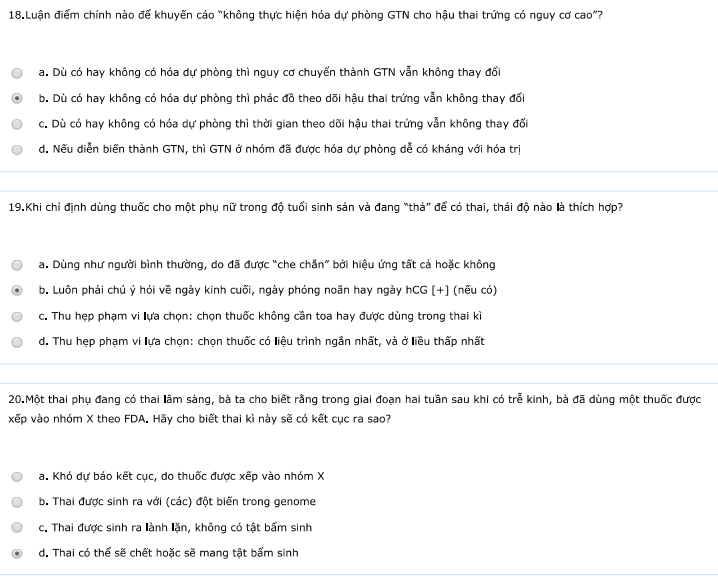 18.Luận điểm chính nào để khuyến cáo “không thực hiện hóa dự phòng GTN cho hậu thai trứng có nguy cơ cao”?
a. Dù có hay không có hóa dự phòng thì nguy cơ chuyển thành GTN vẫn không thay đổi
b. Dù có hay không có hóa dự phòng thì phác đồ theo dõi hậu thai trứng vẫn không thay đổi
c. Dù có hay không có hóa dự phòng thì thời gian theo dõi hậu thai trứng vẫn không thay đổi
d. Nếu diễn biến thành GTN, thì GTN ở nhóm đã được hóa dự phòng dễ có kháng với hóa trị
19.Khi chỉ định dùng thuốc cho một phụ nữ trong độ tuổi sinh sản và đang “thả” để có thai, thái độ nào là thích hợp?
a. Dùng như người bình thường, do đã được “che chắn” bởi hiệu ứng tất cả hoặc không
b. Luôn phải chú ý hỏi về ngày kinh cuối, ngày phóng noãn hay ngày hCG [+] (nếu có)
c. Thu hẹp phạm vi lựa chọn: chọn thuốc không cần toa hay được dùng trong thai kì
d. Thu hẹp phạm vi lựa chọn: chọn thuốc có liệu trình ngắn nhất, và ở liều thấp nhất
20.Một thai phụ đang có thai lâm sàng, bà ta cho biết rằng trong giai đoạn hai tuần sau khi có trễ kinh, bà đã dùng một thuốc được
xếp vào nhóm X theo FDA. Hãy cho biết thai kì này sẽ có kết cục ra sao?
a. Khó dự báo kết cục, do thuốc được xếp vào nhóm X
b. Thai được sinh ra với (các) đột biến trong genome
c. Thai được sinh ra lành lặn, không có tật bẩm sinh
d. Thai có thể sẽ chết hoặc sẽ mang tật bẩm sinh